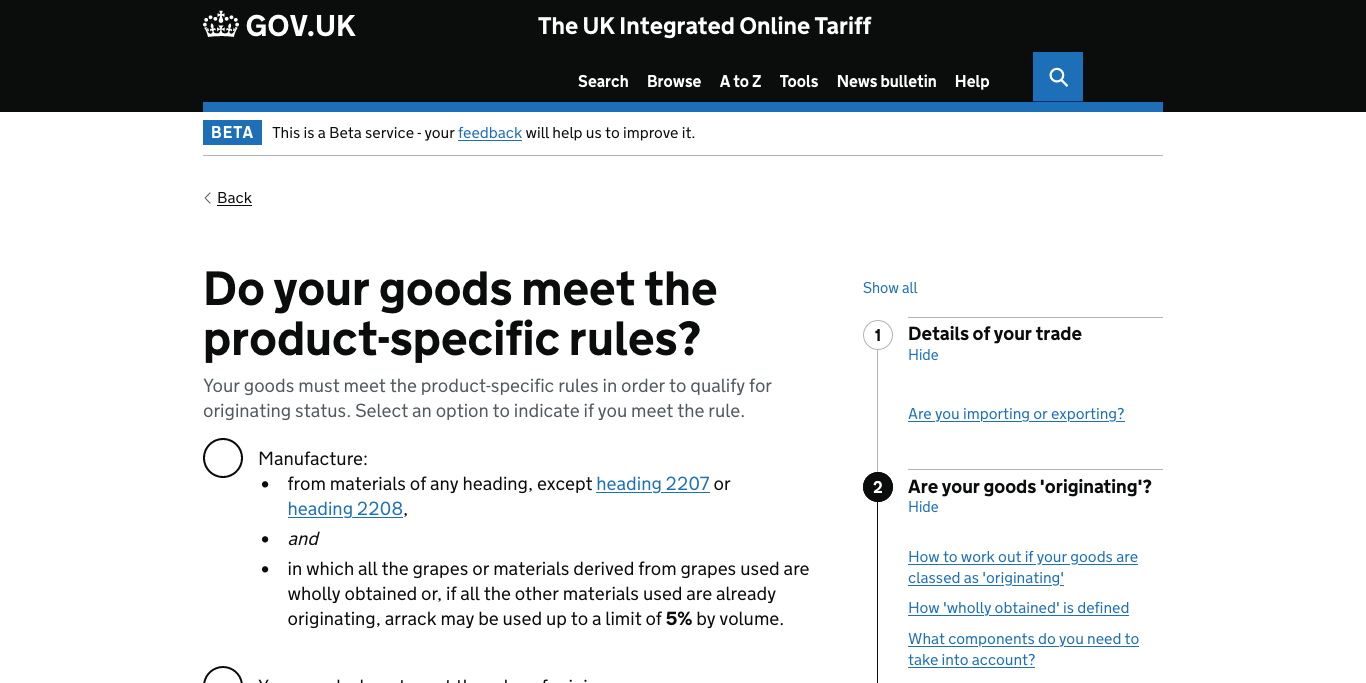 GOV.UK
The UK Integrated Online Tariff
Search Browse A to Z Tools News bulletin Help
BETA This is a Beta service - your feedback will help us to improve it.
Back
Do your goods meet the
product-specific rules?
Your goods must meet the product-specific rules in order to qualify for
originating status. Select an option to indicate if you meet the rule.
Manufacture:
• from materials of any heading, except heading 2207 or
heading 2208,
• and
• in which all the grapes or materials derived from grapes used are
wholly obtained or, if all the other materials used are already
originating, arrack may be used up to a limit of 5% by volume.
Show all
1 Details of your trade
Hide
Are you importing or exporting?
2 Are your goods 'originating'?
Hide
How to work out if your goods are
classed as 'originating'
How 'wholly obtained' is defined
What components do you need to
take into account?